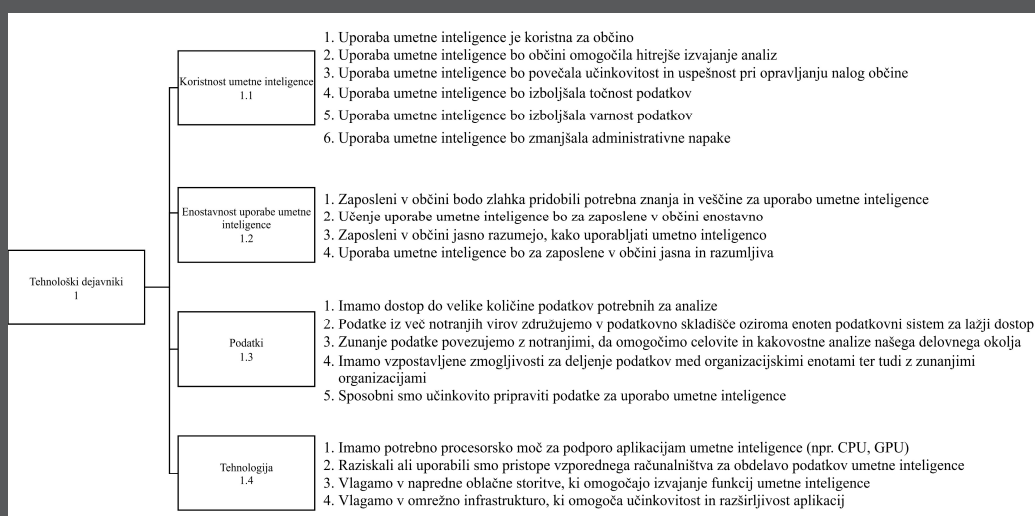 Tehnološki dejavniki
1
Koristnost umetne inteligence
1.1
1. Uporaba umetne inteligence je koristna za občino
2. Uporaba umetne inteligence bo občini omogočila hitrejše izvajanje analiz
3. Uporaba umetne inteligence bo povečala učinkovitost in uspešnost pri opravljanju nalog občine
4. Uporaba umetne inteligence bo izboljšala točnost podatkov
5. Uporaba umetne inteligence bo izboljšala varnost podatkov
6. Uporaba umetne inteligence bo zmanjšala administrativne napake
Enostavnost uporabe umetne
inteligence
1.2
1. Zaposleni v občini bodo zlahka pridobili potrebna znanja in veščine za uporabo umetne inteligence
2. Učenje uporabe umetne inteligence bo za zaposlene v občini enostavno
3. Zaposleni v občini jasno razumejo, kako uporabljati umetno inteligenco
4. Uporaba umetne inteligence bo za zaposlene v občini jasna in razumljiva
Podatki
1.3
1. Imamo dostop do velike količine podatkov potrebnih za analize
2. Podatke iz več notranjih virov združujemo v podatkovno skladišče oziroma enoten podatkovni sistem za lažji dostop
3. Zunanje podatke povezujemo z notranjimi, da omogočimo celovite in kakovostne analize našega delovnega okolja
4. Imamo vzpostavljene zmogljivosti za deljenje podatkov med organizacijskimi enotami ter tudi z zunanjimi
organizacijami
5. Sposobni smo učinkovito pripraviti podatke za uporabo umetne inteligence
Tehnologija
1.4
1. Imamo potrebno procesorsko moč za podporo aplikacijam umetne inteligence (npr. CPU, GPU)
2. Raziskali ali uporabili smo pristope vzporednega računalništva za obdelavo podatkov umetne inteligence
3. Vlagamo v napredne oblačne storitve, ki omogočajo izvajanje funkcij umetne inteligence
4. Vlagamo v omrežno infrastrukturo, ki omogoča učinkovitost in razširljivost aplikacij